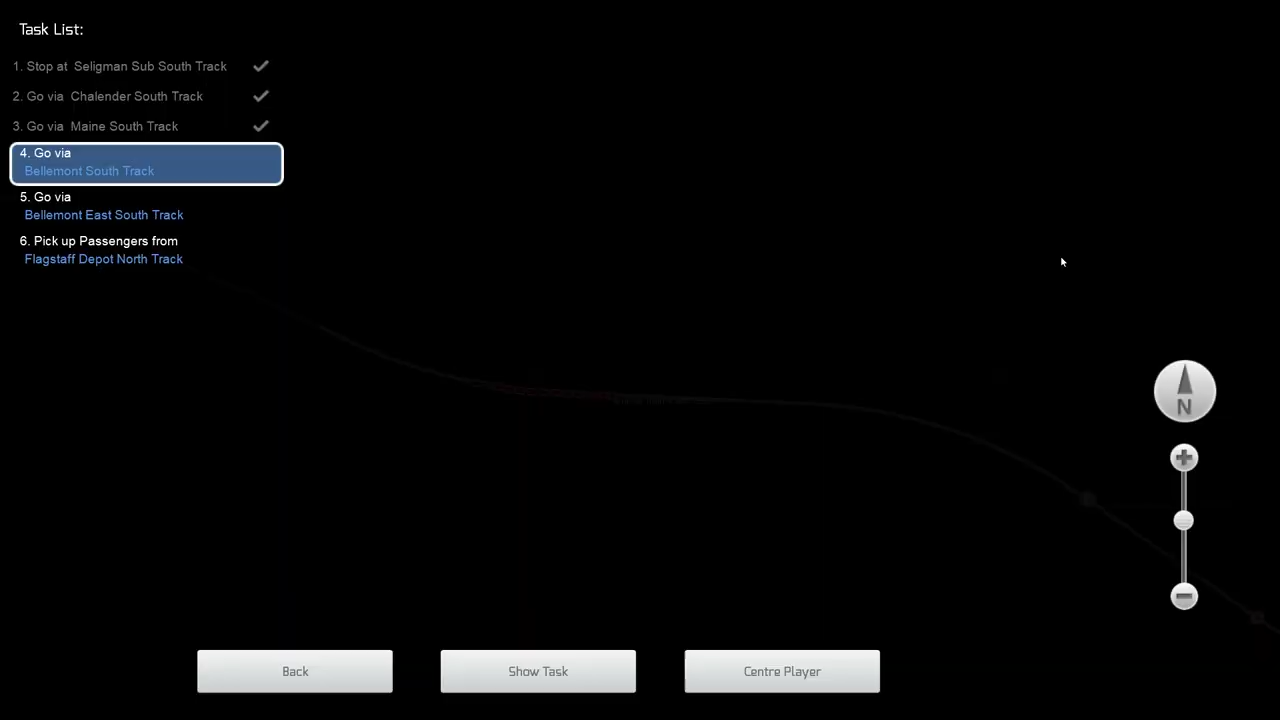 Task List:
1. Stop at  Seligman Sub South Track
2. Go via  Chalender South Track
3. Go via  Maine South Track
4. Go via
Bellemont South Track
5. Go via
Bellemont East South Track
6. Pick up Passengers from
Flagstaff Depot North Track
N
Back
Show Task
Centre Player